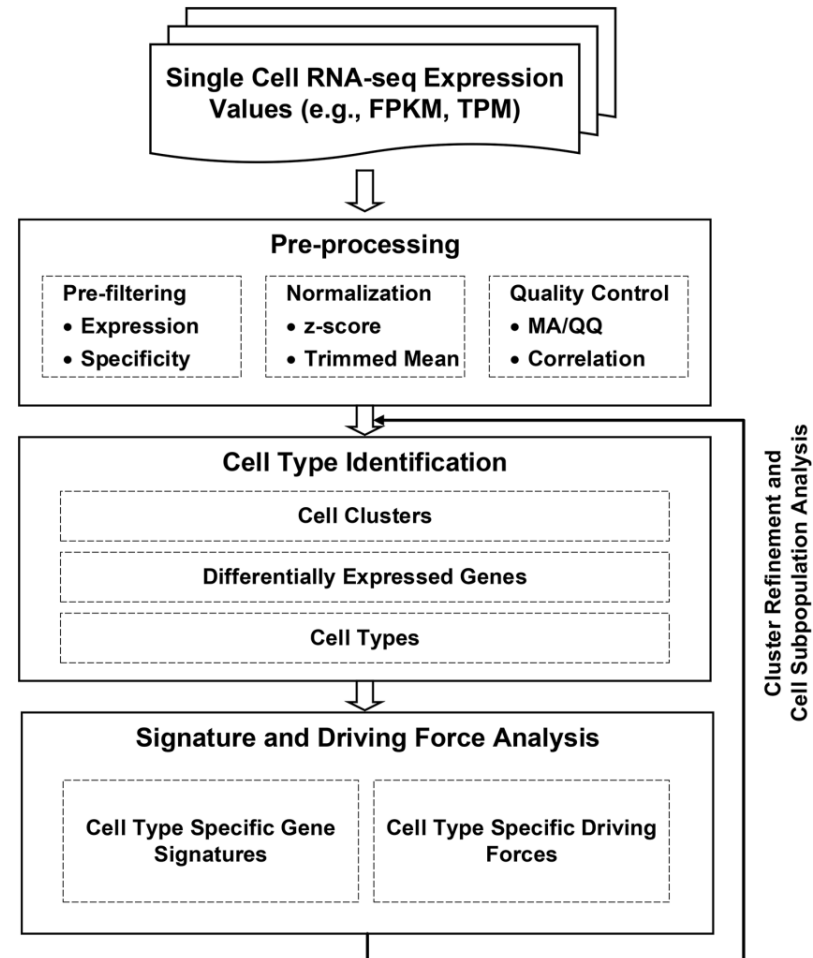 Single Cell RNA-seq Expression
Values (e.g., FPKM, TPM)
Pre-processing
Pre-filtering
• Expression
• Specificity
Normalization
• z-score
• Trimmed Mean
Quality Control
• MA/QQ
• Correlation
Cell Type Identification
Cell Clusters
Differentially Expressed Genes
Cell Types
Signature and Driving Force Analysis
Cell Type Specific Gene
Signatures
Cell Type Specific Driving
Forces
Cluster Refinement and
Cell Subpopulation Analysis